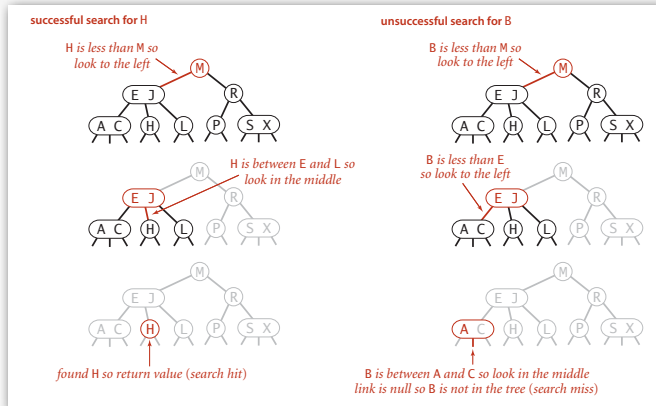 successful search for H
H is less than M so
look to the left
M
E J
R
A C
H
L
P
S X
H is between E and L so
look in the middle
M
E J
R
A C
H
L
P
S X
M
E J
R
A C
H
L
P
S X
found H so return value (search hit)
unsuccessful search for B
B is less than M so
look to the left
M
E J
R
A C
H
L
P
S X
B is less than E
so look to the left
M
E J
R
A C
H
L
P
S X
M
E J
R
A C
H
L
P
S X
B is between A and C so look in the middle
link is null so B is not in the tree (search miss)